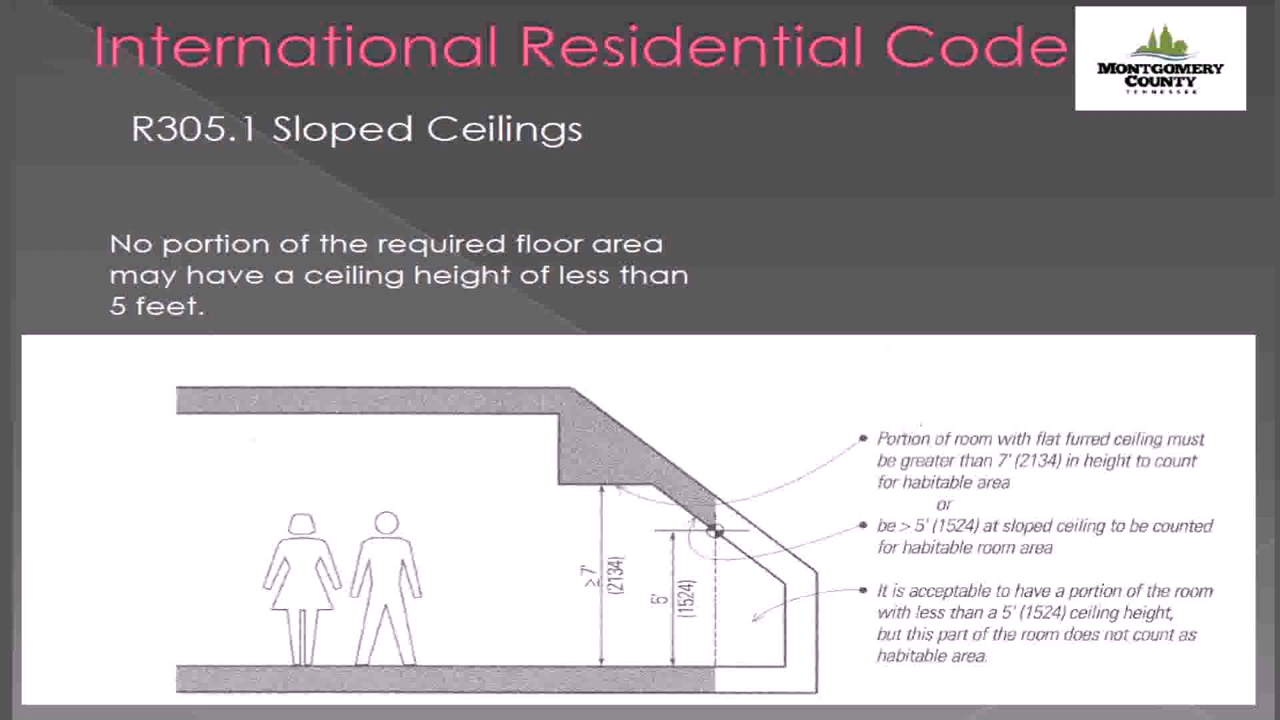 International Residential Code
MONTGOMERY
COUNTY
TENNESSEE
R305.1 Sloped Ceilings
No portion of the required floor area
may have a ceiling height of less than
5 feet.
Portion of room with flat furred ceiling must
be greater than 7' (2134) in height to count
for habitable area
or
be > 5' (1524) at sloped ceiling to be counted
for habitable room area
It is acceptable to have a portion of the room
with less than a 5' (1524) ceiling height,
but this part of the room does not count as
habitable area.
≥ 7'
(2134)
5'
(1524)